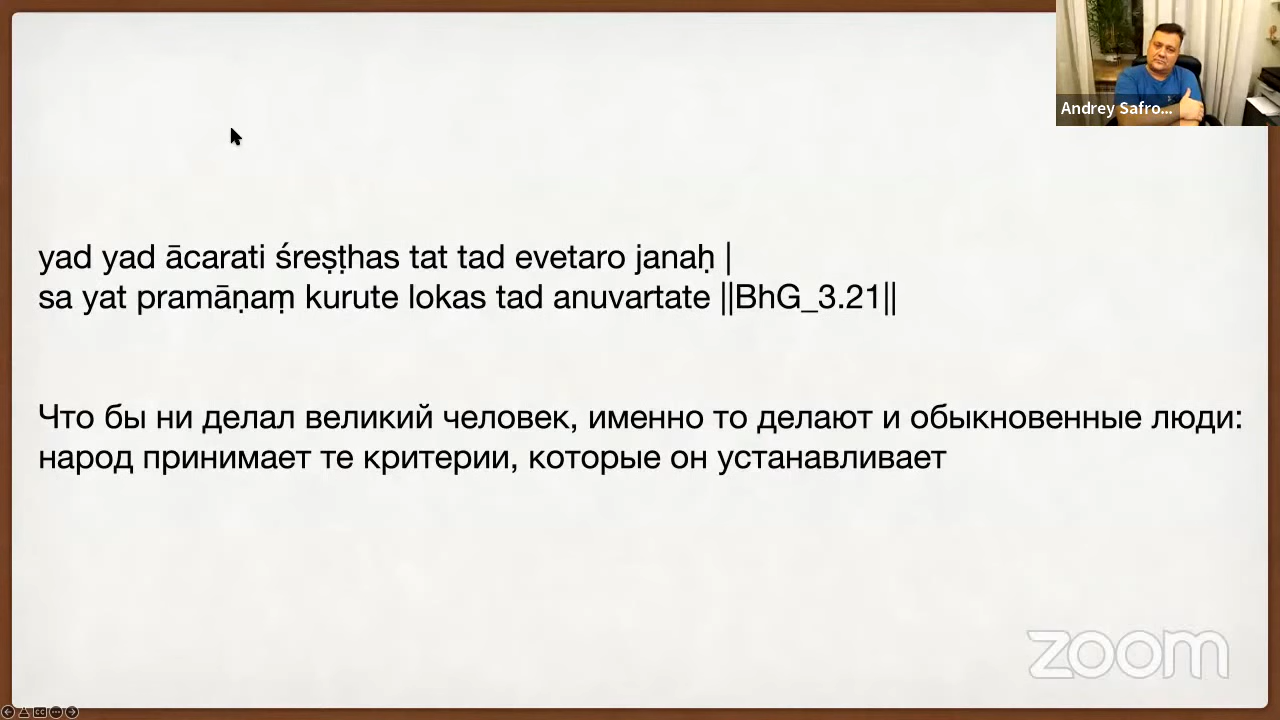 Andrey Safro...
yad yad ācarati śreṣṭhas tat tad evetaro janaḥ |
sa yat pramāṇaṃ kurute lokas tad anuvartate ||BhG_3.21||
Что бы ни делал великий человек, именно то делают и обыкновенные люди:
народ принимает те критерии, которые он устанавливает
zoom